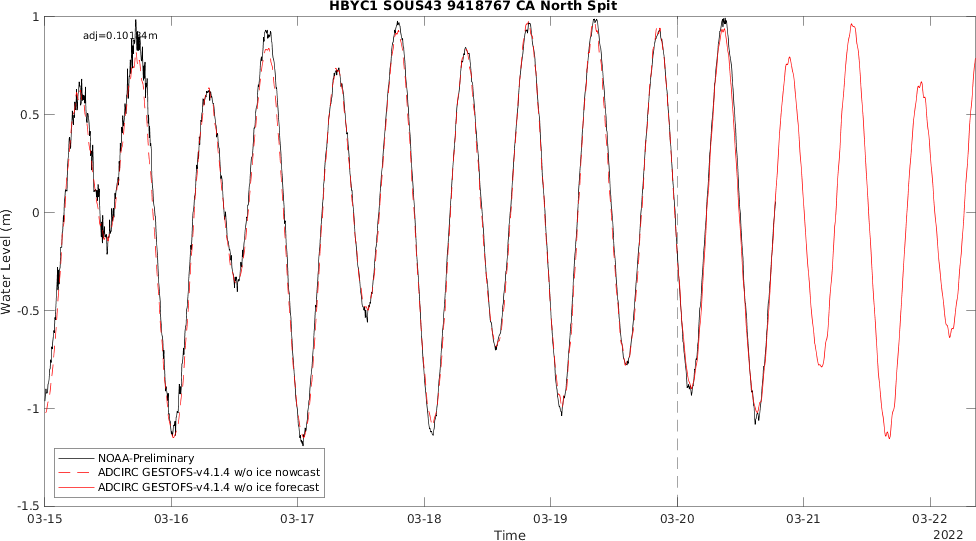 HBYC1 SOUS43 9418767 CA North Spit
adj=0.10184m
1
0.5
0
-0.5
-1
-1.5
Water Level (m)
NOAA-Preliminary
ADCIRC GESTOFS-v4.1.4 w/o ice nowcast
ADCIRC GESTOFS-v4.1.4 w/o ice forecast
03-15 03-16 03-17 03-18 03-19 03-20 03-21 03-22
Time
2022